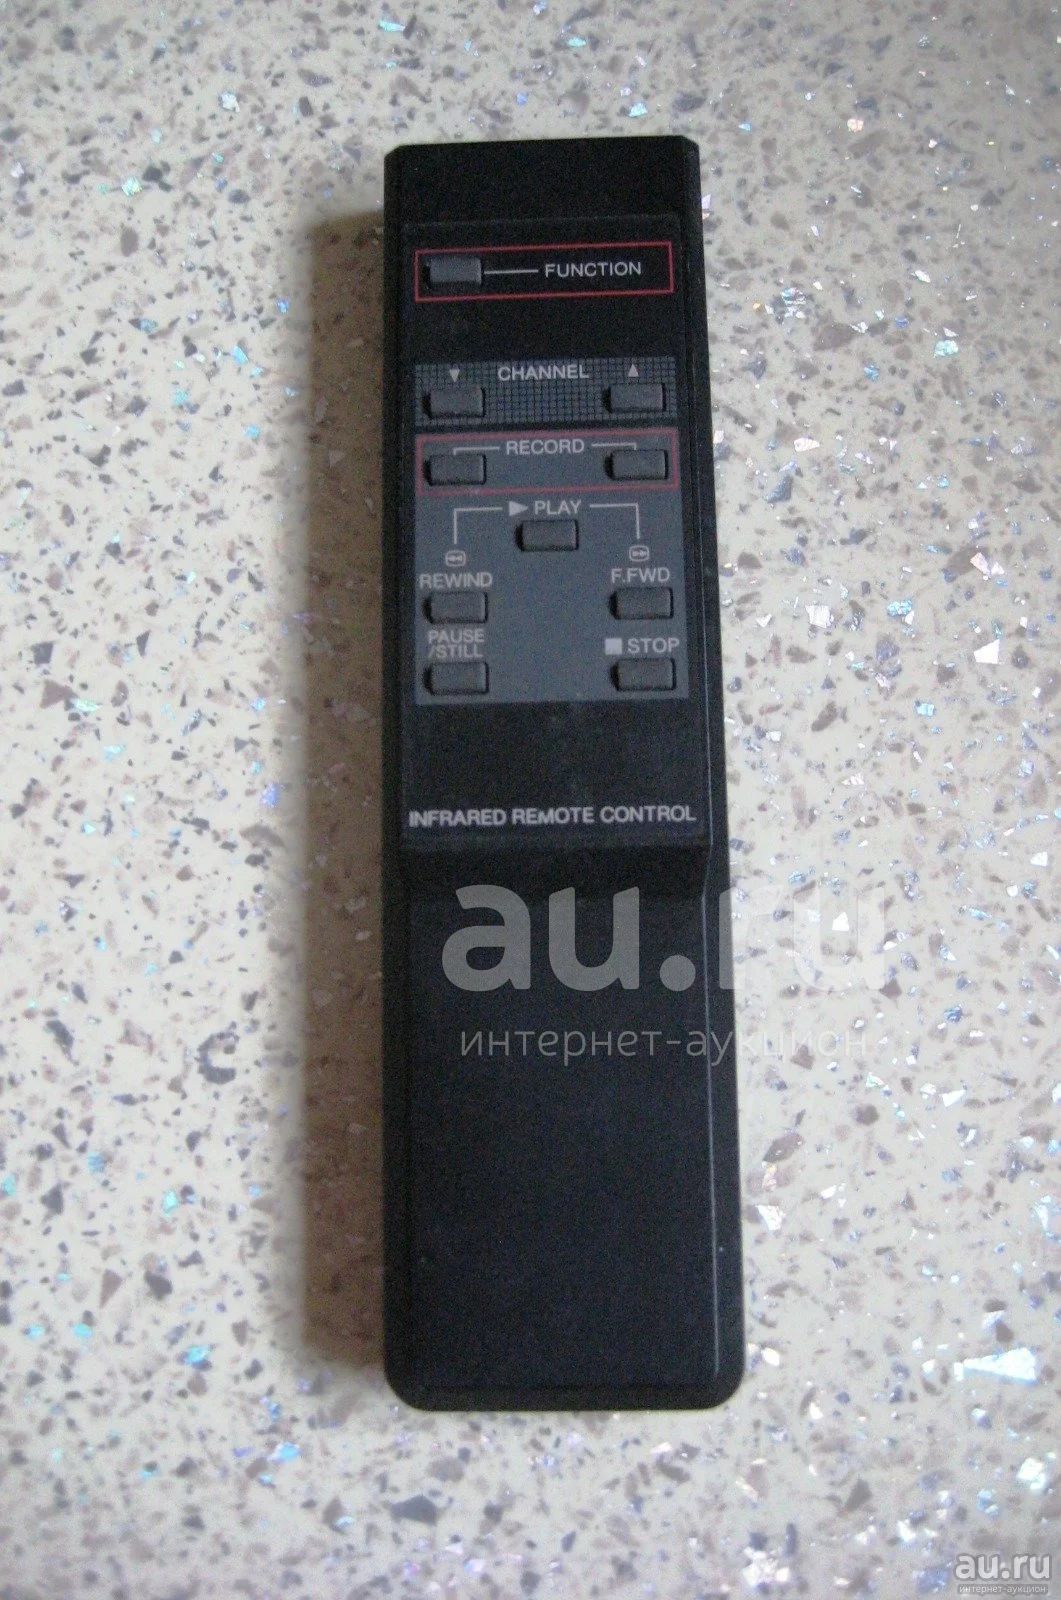 FUNCTION
▼ CHANNEL ▲
RECORD
▶ PLAY
REWIND F.FWD
PAUSE
/STILL ■ STOP
INFRARED REMOTE CONTROL
au.ru
интернет-аукцион
au.ru
интернет-аукцион